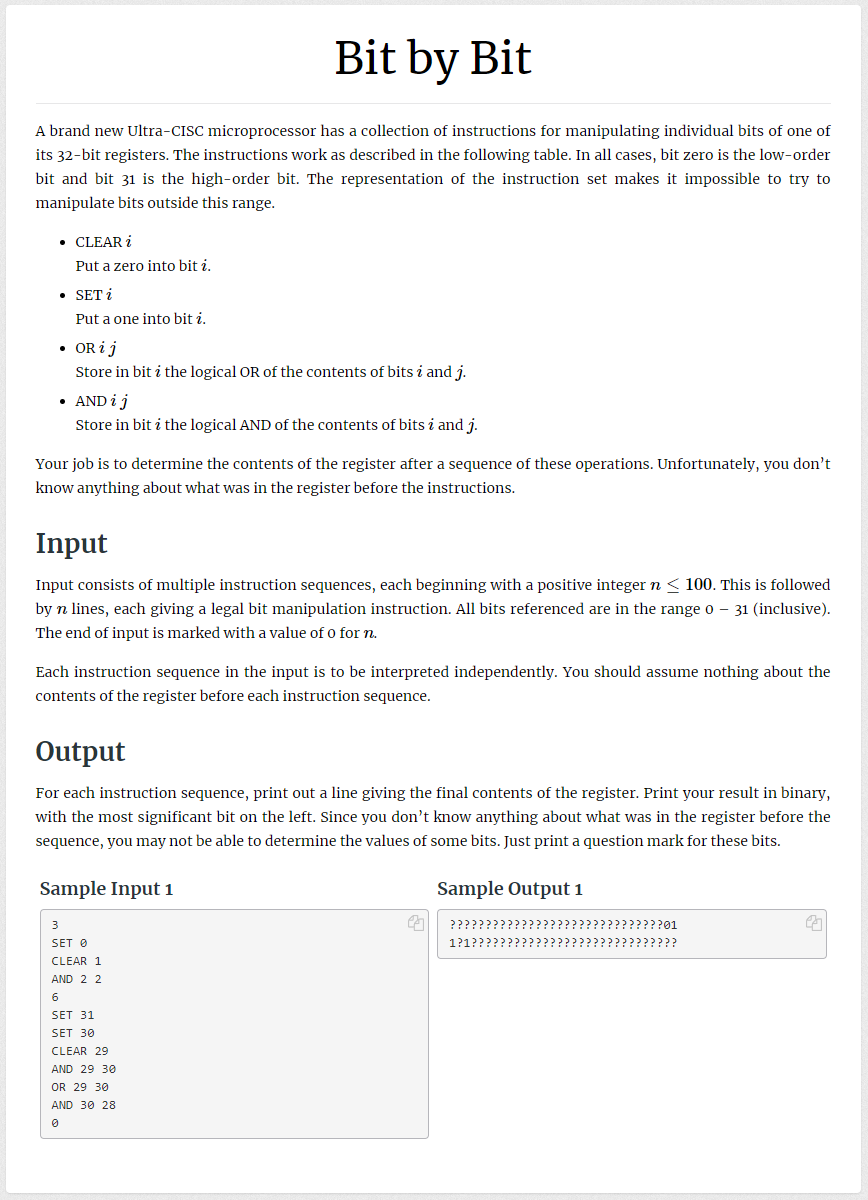 Bit by Bit
A brand new Ultra-CISC microprocessor has a collection of instructions for manipulating individual bits of one of
its 32-bit registers. The instructions work as described in the following table. In all cases, bit zero is the low-order
bit and bit 31 is the high-order bit. The representation of the instruction set makes it impossible to try to
manipulate bits outside this range.
• CLEAR i
Put a zero into bit i.
• SET i
Put a one into bit i.
• OR i j
Store in bit i the logical OR of the contents of bits i and j.
• AND i j
Store in bit i the logical AND of the contents of bits i and j.
Your job is to determine the contents of the register after a sequence of these operations. Unfortunately, you don’t
know anything about what was in the register before the instructions.
Input
Input consists of multiple instruction sequences, each beginning with a positive integer n ≤ 100. This is followed
by n lines, each giving a legal bit manipulation instruction. All bits referenced are in the range 0 – 31 (inclusive).
The end of input is marked with a value of 0 for n.
Each instruction sequence in the input is to be interpreted independently. You should assume nothing about the
contents of the register before each instruction sequence.
Output
For each instruction sequence, print out a line giving the final contents of the register. Print your result in binary,
with the most significant bit on the left. Since you don’t know anything about what was in the register before the
sequence, you may not be able to determine the values of some bits. Just print a question mark for these bits.
Sample Input 1
3
SET 0
CLEAR 1
AND 2 2
6
SET 31
SET 30
CLEAR 29
AND 29 30
OR 29 30
AND 30 28
0
Sample Output 1
??????????????????????????????01
1?1?????????????????????????????